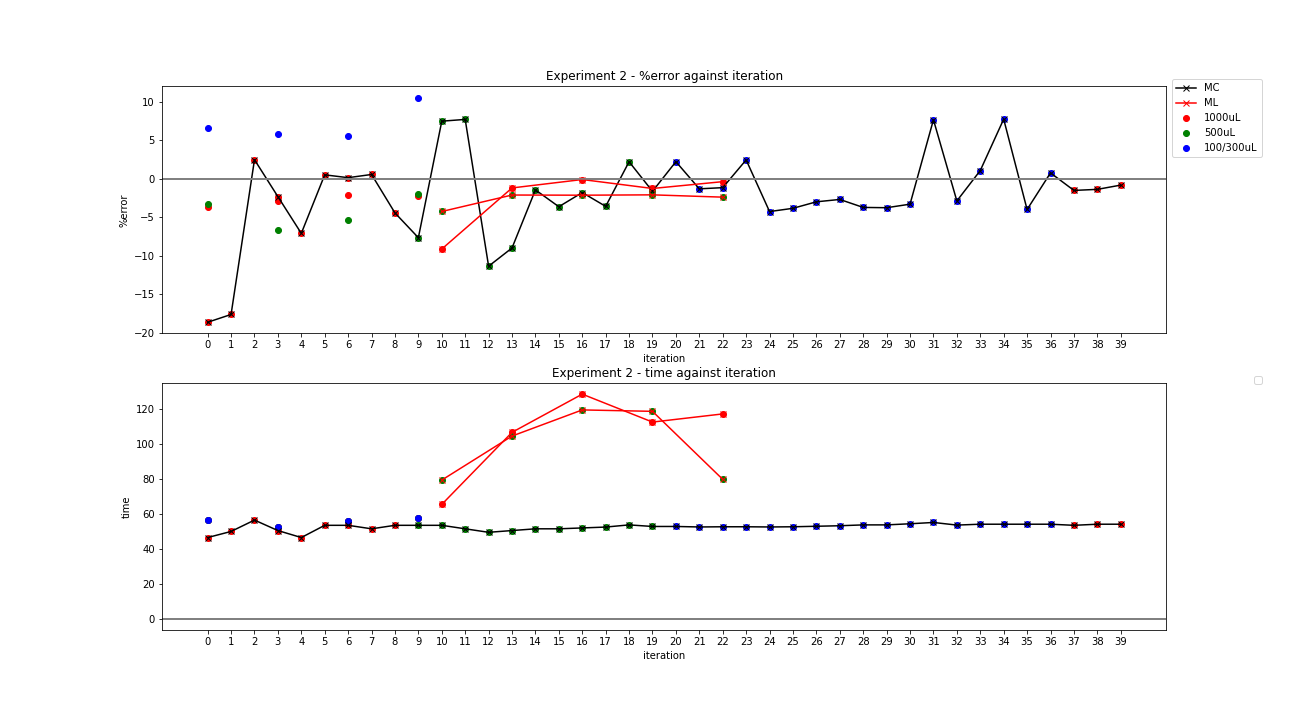 Experiment 2 - %error against iteration
10
5
0
−5
−10
−15
−20
%error
0 1 2 3 4 5 6 7 8 9 10 11 12 13 14 15 16 17 18 19 20 21 22 23 24 25 26 27 28 29 30 31 32 33 34 35 36 37 38 39
iteration
MC
ML
1000uL
500uL
100/300uL
Experiment 2 - time against iteration
120
100
80
60
40
20
0
time
0 1 2 3 4 5 6 7 8 9 10 11 12 13 14 15 16 17 18 19 20 21 22 23 24 25 26 27 28 29 30 31 32 33 34 35 36 37 38 39
iteration